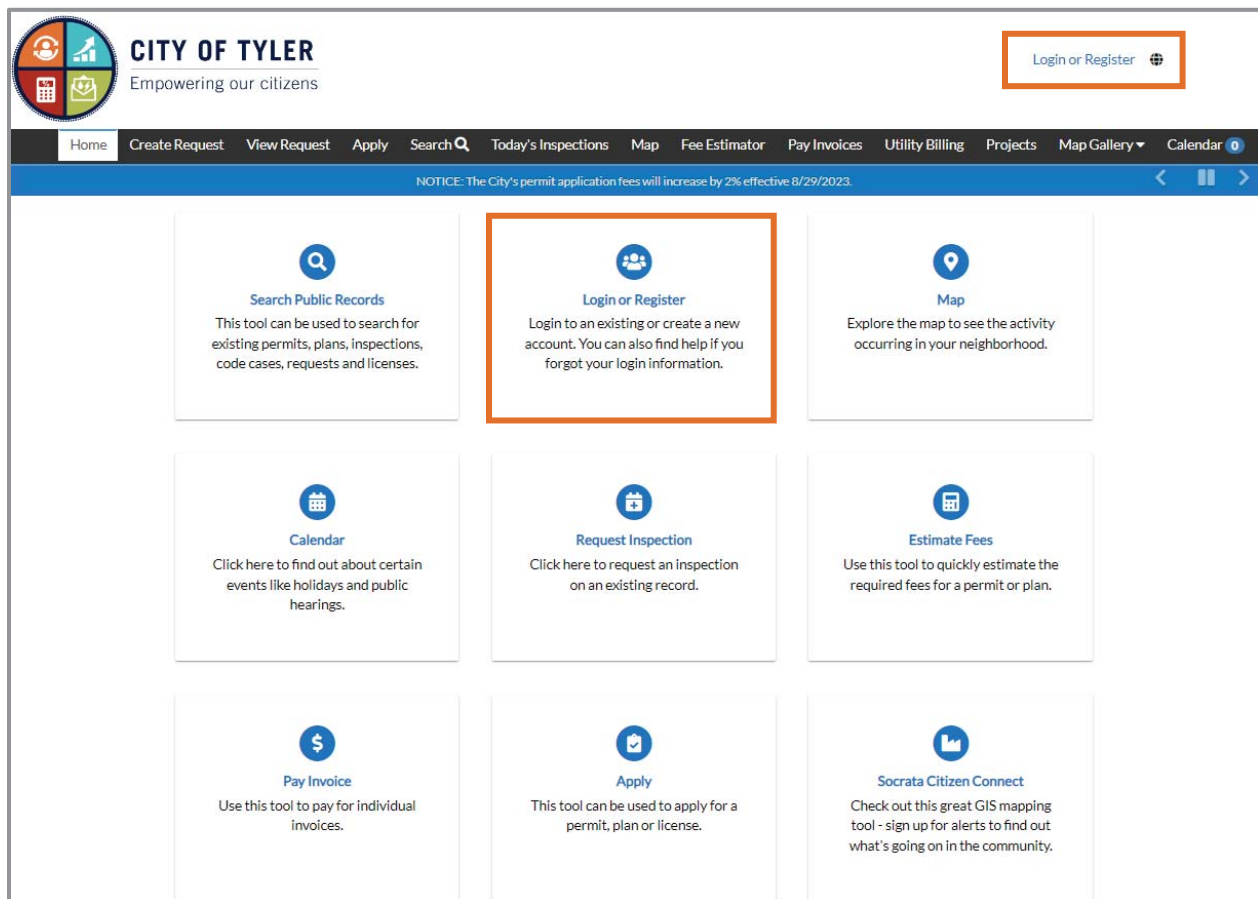 CITY OF TYLER
Empowering our citizens
Login or Register
Home Create Request View Request Apply Search Today's Inspections Map Fee Estimator Pay Invoices Utility Billing Projects Map Gallery Calendar 0
NOTICE: The City's permit application fees will increase by 2% effective 8/29/2023.
Search Public Records
This tool can be used to search for
existing permits, plans, inspections,
code cases, requests and licenses.
Login or Register
Login to an existing or create a new
account. You can also find help if you
forgot your login information.
Map
Explore the map to see the activity
occurring in your neighborhood.
Calendar
Click here to find out about certain
events like holidays and public
hearings.
Request Inspection
Click here to request an inspection
on an existing record.
Estimate Fees
Use this tool to quickly estimate the
required fees for a permit or plan.
Pay Invoice
Use this tool to pay for individual
invoices.
Apply
This tool can be used to apply for a
permit, plan or license.
Socrata Citizen Connect
Check out this great GIS mapping
tool - sign up for alerts to find out
what's going on in the community.